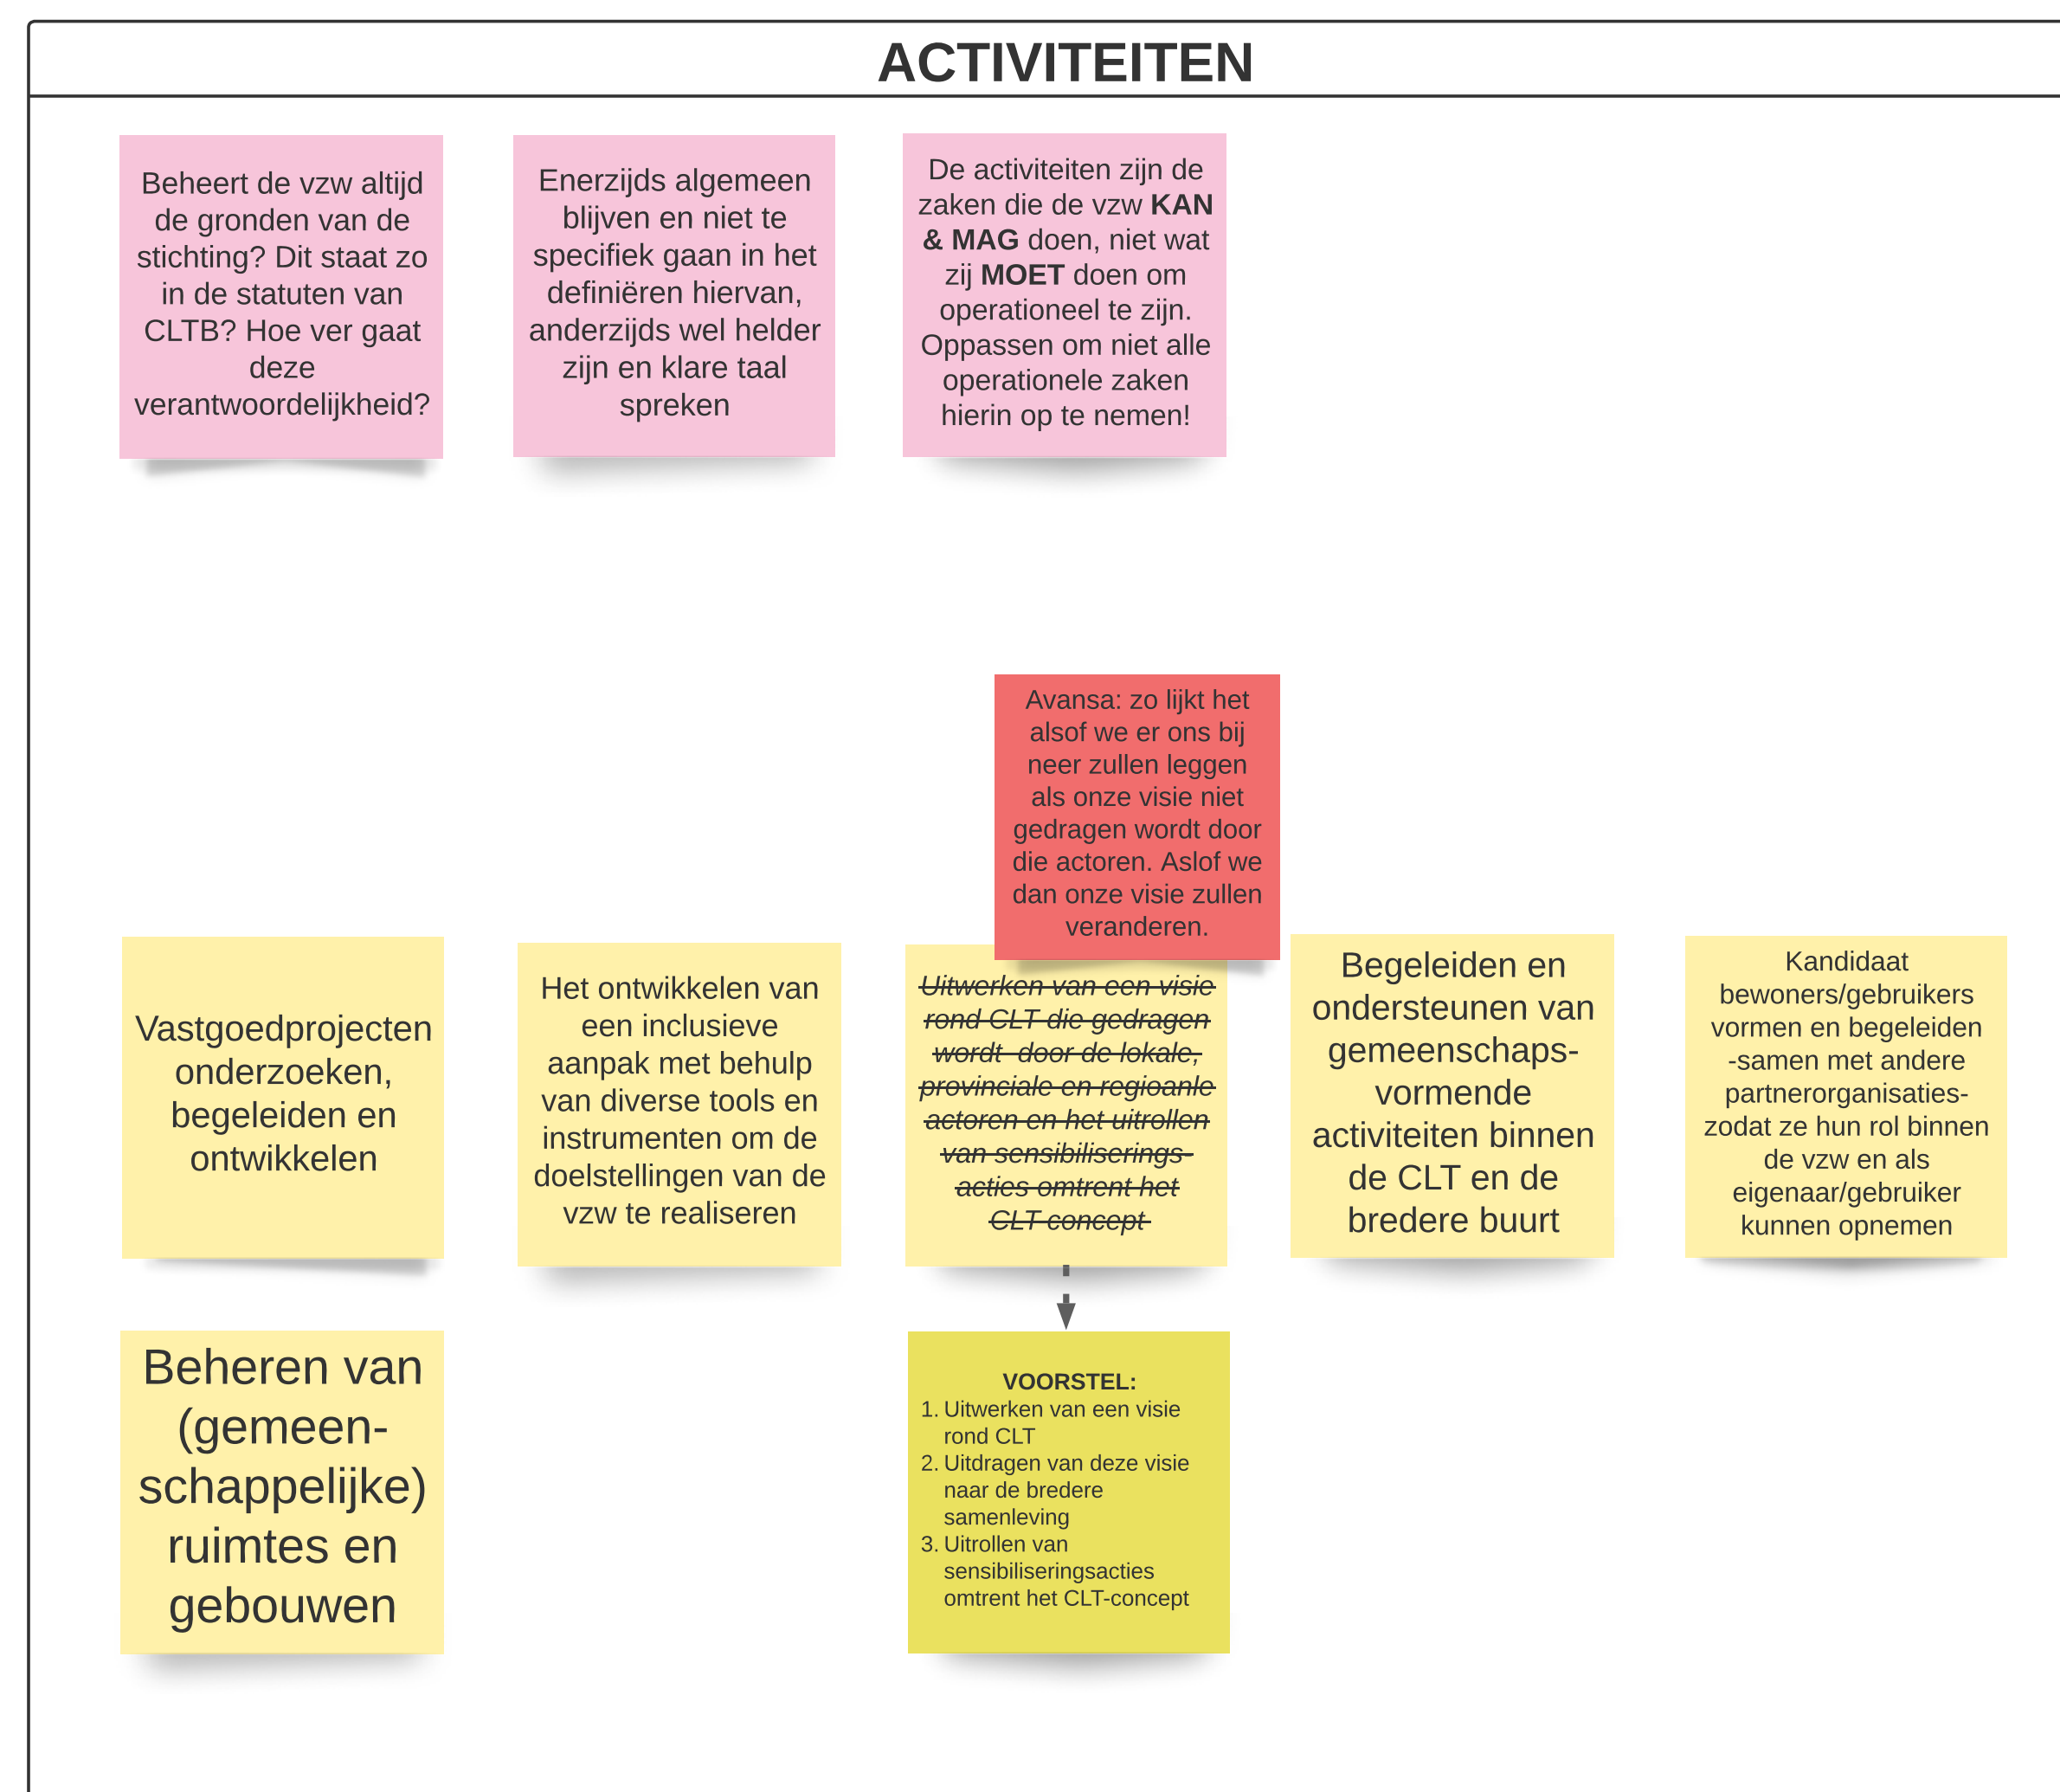 ACTIVITEITEN
Beheert de vzw altijd
de gronden van de
stichting? Dit staat zo
in de statuten van
CLTB? Hoe ver gaat
deze
verantwoordelijkheid?
Enerzijds algemeen
blijven en niet te
specifiek gaan in het
definiëren hiervan,
anderzijds wel helder
zijn en klare taal
spreken
De activiteiten zijn de
zaken die de vzw KAN
& MAG doen, niet wat
zij MOET doen om
operationeel te zijn.
Oppassen om niet alle
operationele zaken
hierin op te nemen!
Avansa: zo lijkt het
alsof we er ons bij
neer zullen leggen
als onze visie niet
gedragen wordt door
die actoren. Aslof we
dan onze visie zullen
veranderen.
Vastgoedprojecten
onderzoeken,
begeleiden en
ontwikkelen
Het ontwikkelen van
een inclusieve
aanpak met behulp
van diverse tools en
instrumenten om de
doelstellingen van de
vzw te realiseren
Uitwerken van een visie
rond CLT die gedragen
wordt  door de lokale,
provinciale en regioanle
actoren en het uitrollen
van sensibiliserings-
acties omtrent het
CLT concept
Begeleiden en
ondersteunen van
gemeenschaps-
vormende
activiteiten binnen
de CLT en de
bredere buurt
Kandidaat
bewoners/gebruikers
vormen en begeleiden
-samen met andere
partnerorganisaties-
zodat ze hun rol binnen
de vzw en als
eigenaar/gebruiker
kunnen opnemen
Beheren van
(gemeen-
schappelijke)
ruimtes en
gebouwen
VOORSTEL:
1. Uitwerken van een visie
rond CLT
2. Uitdragen van deze visie
naar de bredere
samenleving
3. Uitrollen van
sensibiliseringsacties
omtrent het CLT-concept